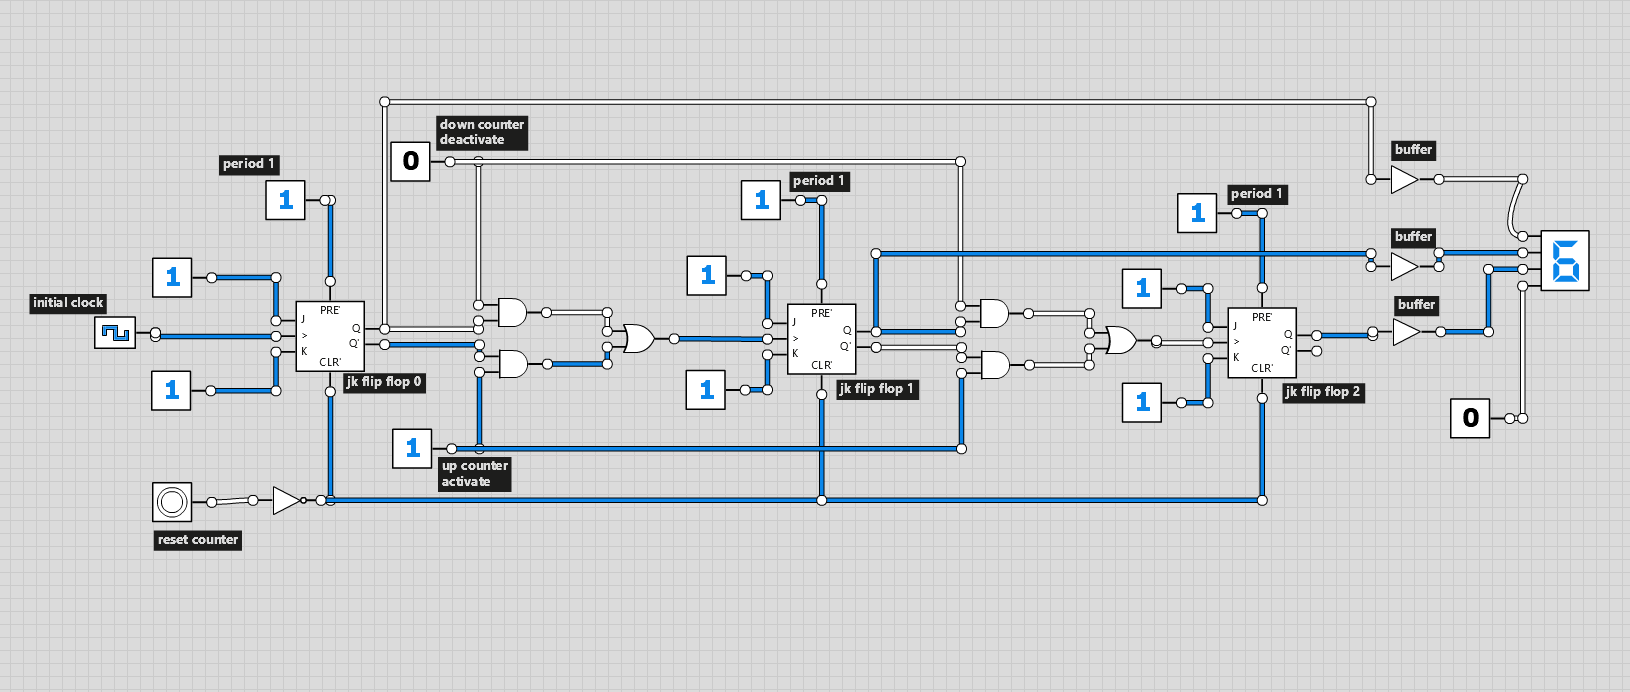 down counter
deactivate
0
buffer
period 1
1
period 1
1
period 1
1
buffer
6
1
1
1
initial clock
buffer
PRE'
J
>
K
Q
Q'
CLR'
jk flip flop 0
PRE'
J
>
K
Q
Q'
CLR'
jk flip flop 1
PRE'
J
>
K
Q
Q'
CLR'
jk flip flop 2
1
1
1
0
1
up counter
activate
reset counter